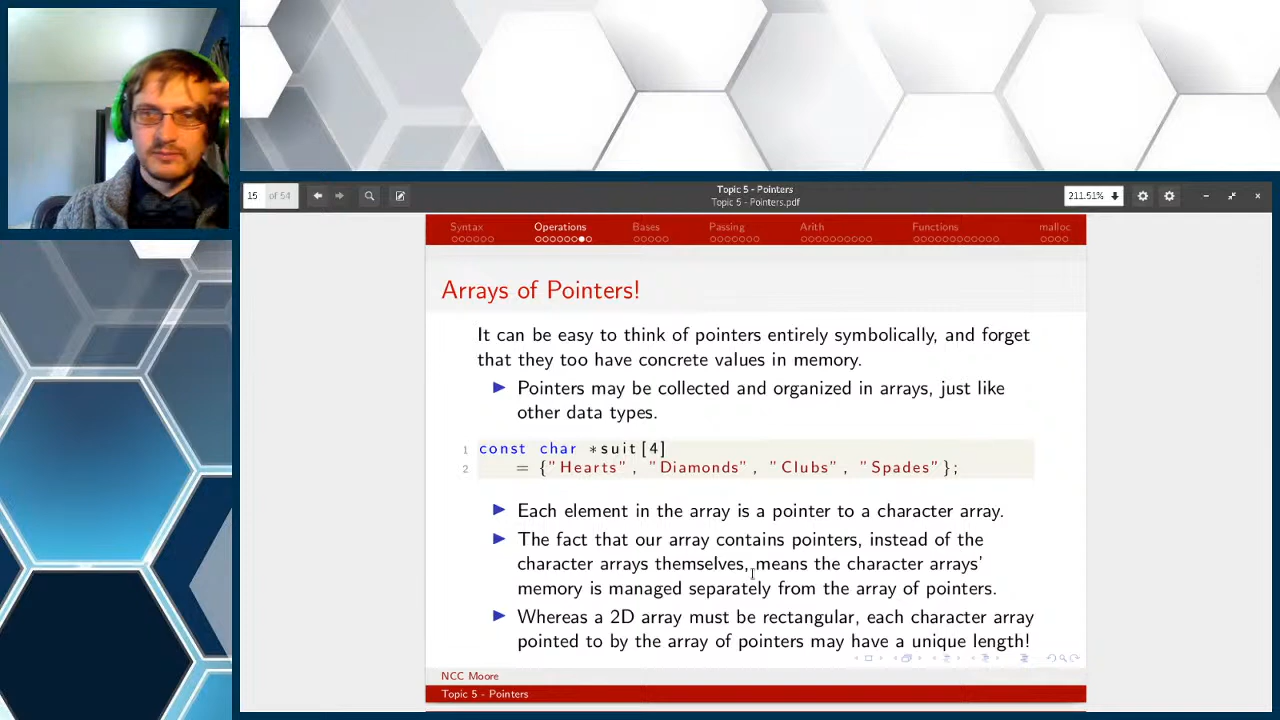 Topic 5 - Pointers
15 of 54
Topic 5 - Pointers.pdf
211.51%
Syntax Operations Bases Passing Arith Functions malloc
Arrays of Pointers!
It can be easy to think of pointers entirely symbolically, and forget
that they too have concrete values in memory.
Pointers may be collected and organized in arrays, just like
other data types.
1 const char *suit[4]
2 = {"Hearts", "Diamonds", "Clubs", "Spades"};
Each element in the array is a pointer to a character array.
The fact that our array contains pointers, instead of the
character arrays themselves, means the character arrays'
memory is managed separately from the array of pointers.
Whereas a 2D array must be rectangular, each character array
pointed to by the array of pointers may have a unique length!
NCC Moore
Topic 5 - Pointers